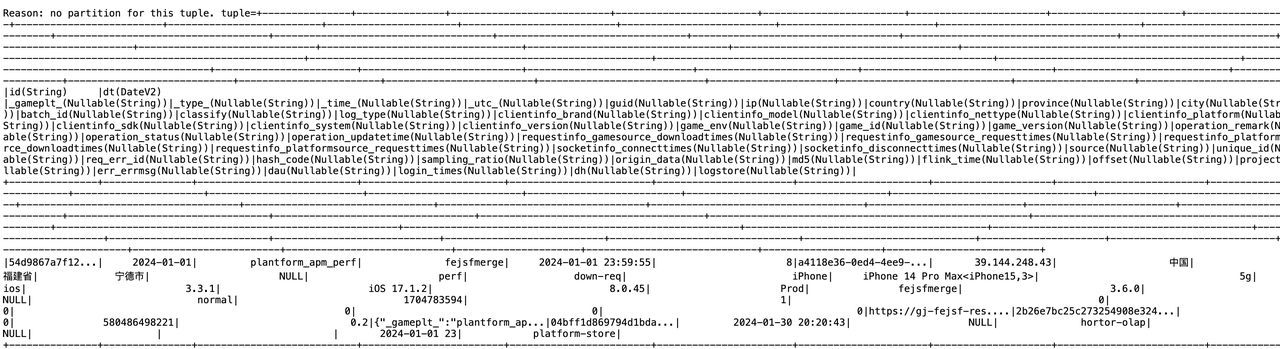 Reason: no partition for this tuple. tuple=+
|id(String) |dt(DateV2)
|_gameplt_(Nullable(String))|_type_(Nullable(String))|_time_(Nullable(String))|_utc_(Nullable(String))|guid(Nullable(String))|ip(Nullable(String))|country(Nullable(String))|province(Nullable(String))|city(Nullable(Strin
))|batch_id(Nullable(String))|classify(Nullable(String))|log_type(Nullable(String))|clientinfo_brand(Nullable(String))|clientinfo_model(Nullable(String))|clientinfo_nettype(Nullable(String))|clientinfo_platform(Nullable(
String))|clientinfo_sdk(Nullable(String))|clientinfo_system(Nullable(String))|clientinfo_version(Nullable(String))|game_env(Nullable(String))|game_id(Nullable(String))|game_version(Nullable(String))|operation_remark(N
able(String))|operation_status(Nullable(String))|operation_updatetime(Nullable(String))|requestinfo_gamesource_downloadtimes(Nullable(String))|requestinfo_gamesource_requesttimes(Nullable(String))|requestinfo_platfor
rce_downloadtimes(Nullable(String))|requestinfo_platformsource_requesttimes(Nullable(String))|socketinfo_connecttimes(Nullable(String))|socketinfo_disconnecttimes(Nullable(String))|source(Nullable(String))|unique_id(N
able(String))|req_err_id(Nullable(String))|hash_code(Nullable(String))|sampling_ratio(Nullable(String))|origin_data(Nullable(String))|md5(Nullable(String))|flink_time(Nullable(String))|offset(Nullable(String))|project
llable(String))|err_errmsg(Nullable(String))|dau(Nullable(String))|login_times(Nullable(String))|dh(Nullable(String))|logstore(Nullable(String))|
|54d9867a7f12...| 2024-01-01| plantform_apm_perf| fejsfmerge| 2024-01-01 23:59:55| 8|a4118e36-0ed4-4ee9-...| 39.144.248.43| 中国|
福建省| 宁德市| NULL| perf| down-req| iPhone| iPhone 14 Pro Max<iPhone15,3>| 5g|
ios| 3.3.1| iOS 17.1.2| 8.0.45| Prod| fejsfmerge| 3.6.0|
NULL| normal| 1704783594| 1| 0|
0| 0| 0| 0|https://gj-fejsf-res....|2b26e7bc25c273254908e324...|
0| 580486498221| 0.2|{"_gameplt_":"plantform_ap...|04bff1d869794d1bda...| 2024-01-30 20:20:43| NULL| hortor-olap|
NULL| | | 2024-01-01 23| platform-store|